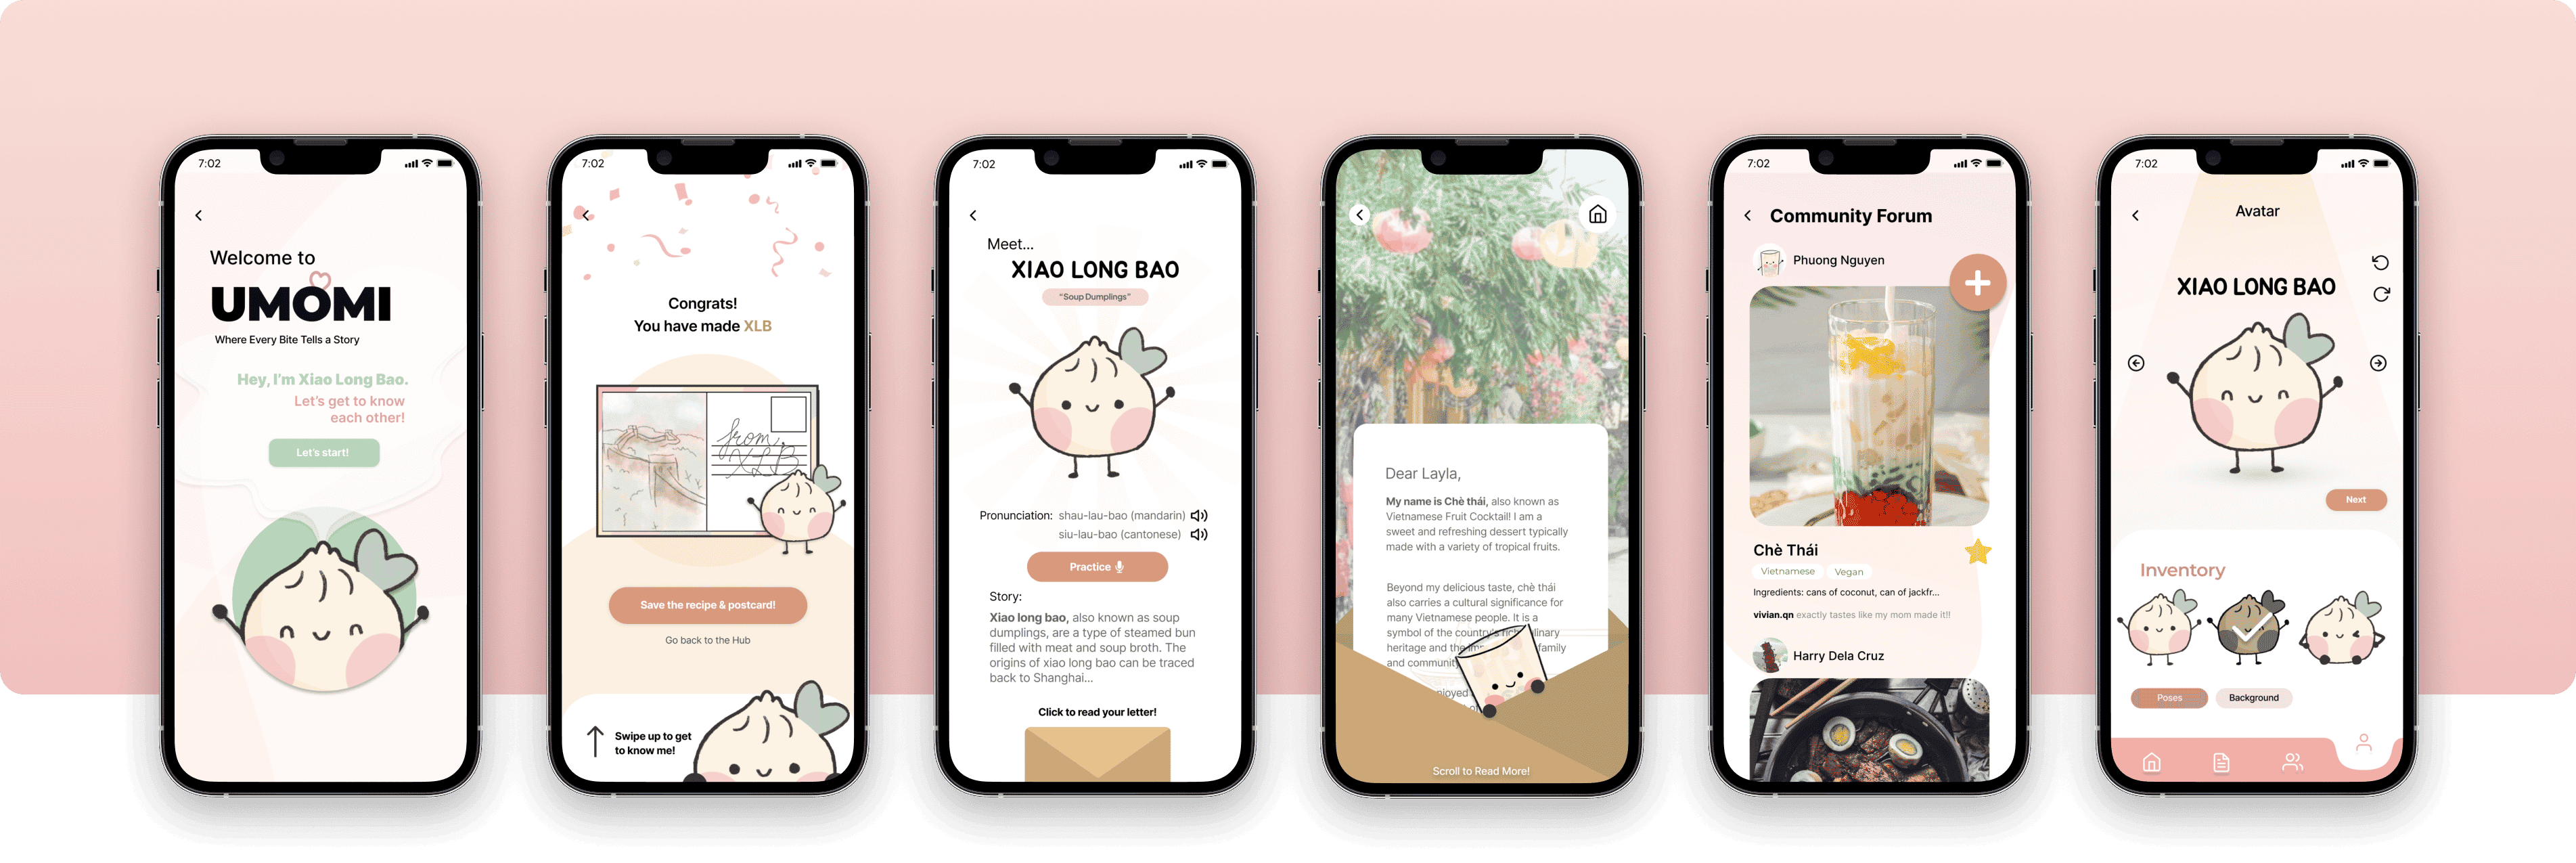 7:02
Welcome to
UMOMI
Where Every Bite Tells a Story
Hey, I'm Xiao Long Bao.
Let's get to know
each other!
Let's start!
7:02
Congrats!
You have made XLB
from,
XLB
Save the recipe & postcard!
Go back to the Hub
Swipe up to get
to know me!
7:02
Meet...
XIAO LONG BAO
"Soup Dumplings"
Pronunciation: shau-lau-bao (mandarin)
siu-lau-bao (cantonese)
Practice
Story:
Xiao long bao, also known as soup
dumplings, are a type of steamed bun
filled with meat and soup broth. The
origins of xiao long bao can be traced
back to Shanghai...
Click to read your letter!
Dear Layla,
My name is Chè thái, also known as
Vietnamese Fruit Cocktail! I am a
sweet and refreshing dessert typically
made with a variety of tropical fruits.
Beyond my delicious taste, chè thái
also carries a cultural significance for
many Vietnamese people. It is a
symbol of the country's
heritage and the family
and community
Scroll to Read More!
7:02
Community Forum
Phuong Nguyen
Chè Thái
Vietnamese
Vegan
Ingredients: cans of coconut, can of jackfr...
vivian.qn exactly tastes like my mom made it!!
Harry Dela Cruz
7:02
Avatar
XIAO LONG BAO
Next
Inventory
Poses
Background